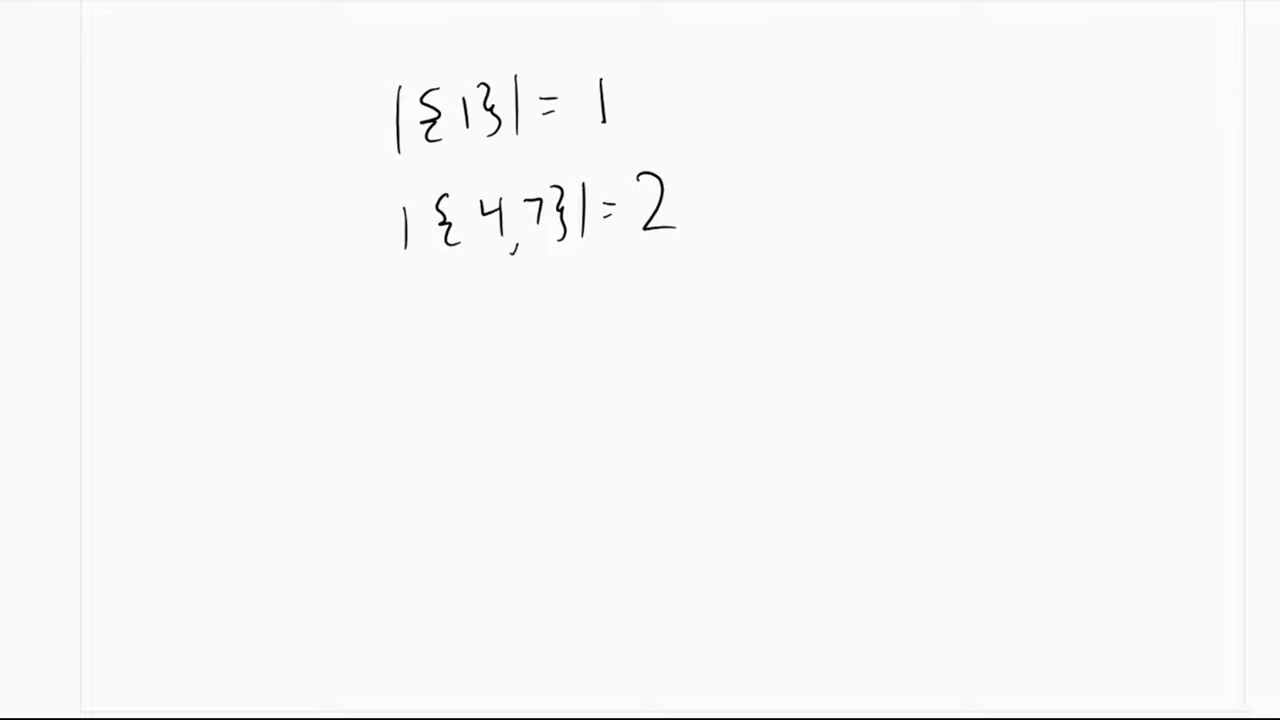 |{1}| = 1
|{4,7}| = 2